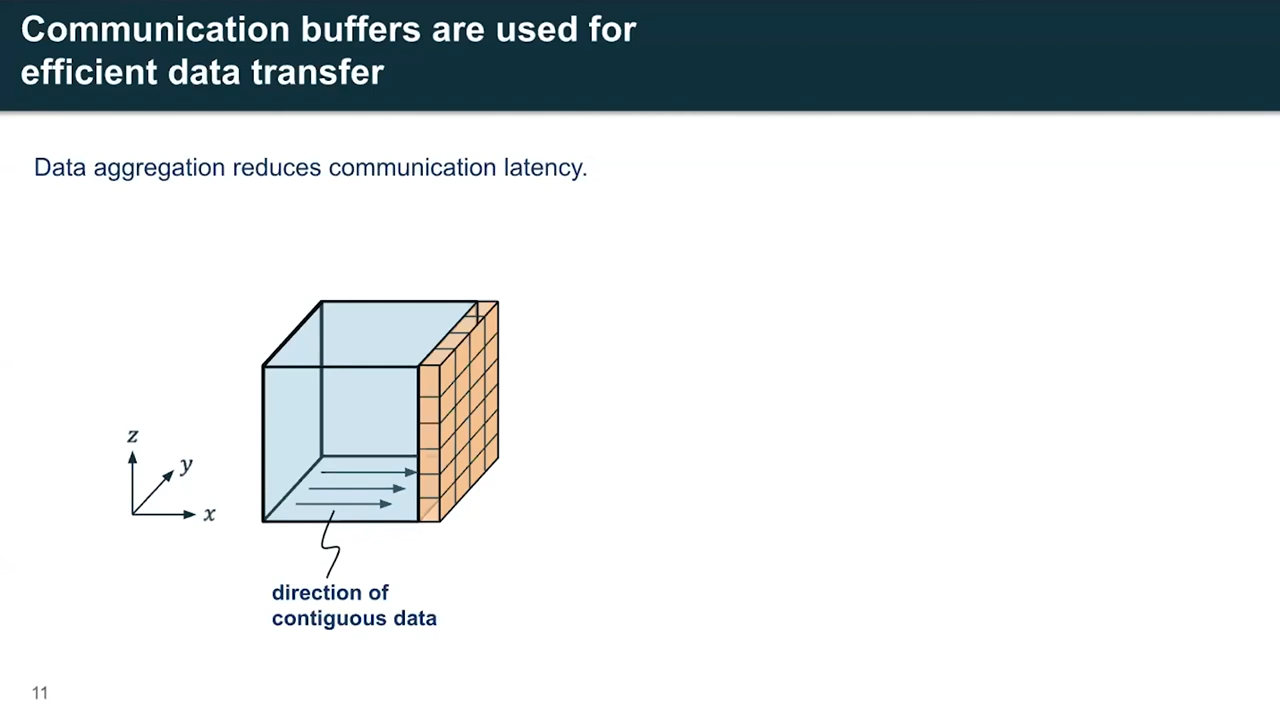 Communication buffers are used for
efficient data transfer
Data aggregation reduces communication latency.
z
y
x
direction of
contiguous data
11